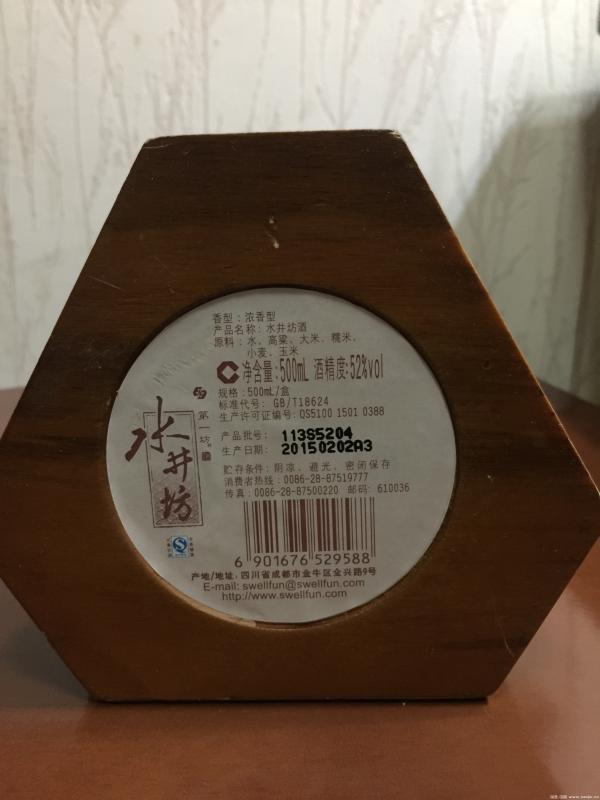 香型：浓香型
产品名称：水井坊酒
原料：水、高粱、大米、糯米、
小麦、玉米
净含量：500mL 酒精度：52%vol
规格：500mL/盒
标准代号： GB/T18624
生产许可证编号：QS5100 1501 0388
第一坊
水井坊
产品批号： 113S5204
生产日期： 20150202A3
贮存条件：阴凉、避光、密闭保存
消费者热线：0086-28-87519777
传真：0086-28-87500220 邮码: 610036
6 901676 529588
产地/地址：四川省成都市金牛区全兴路9号
E-mail: swellfun@swellfun.com
http://www.swellfun.com